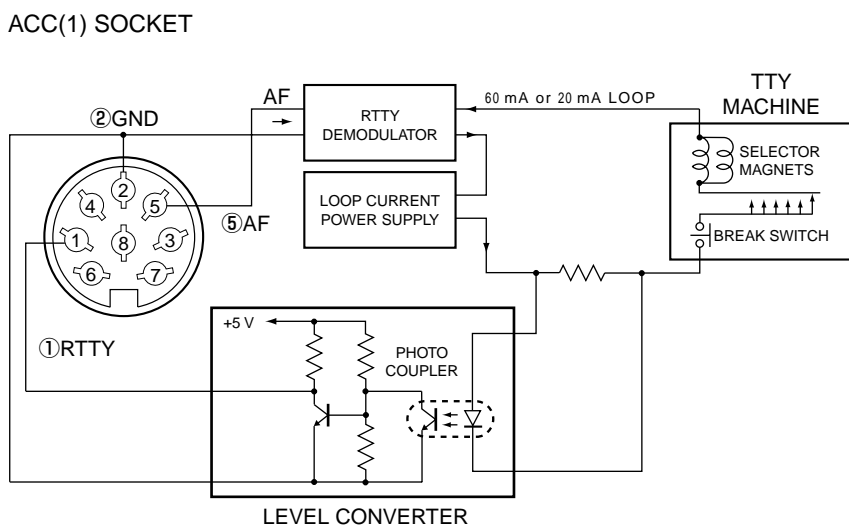 ACC(1) SOCKET
②GND
AF
RTTY
DEMODULATOR
60 mA or 20 mA LOOP
TTY
MACHINE
SELECTOR
MAGNETS
BREAK SWITCH
LOOP CURRENT
POWER SUPPLY
2
4
5
1
8
3
6
7
⑤AF
①RTTY
+5 V
PHOTO
COUPLER
LEVEL CONVERTER